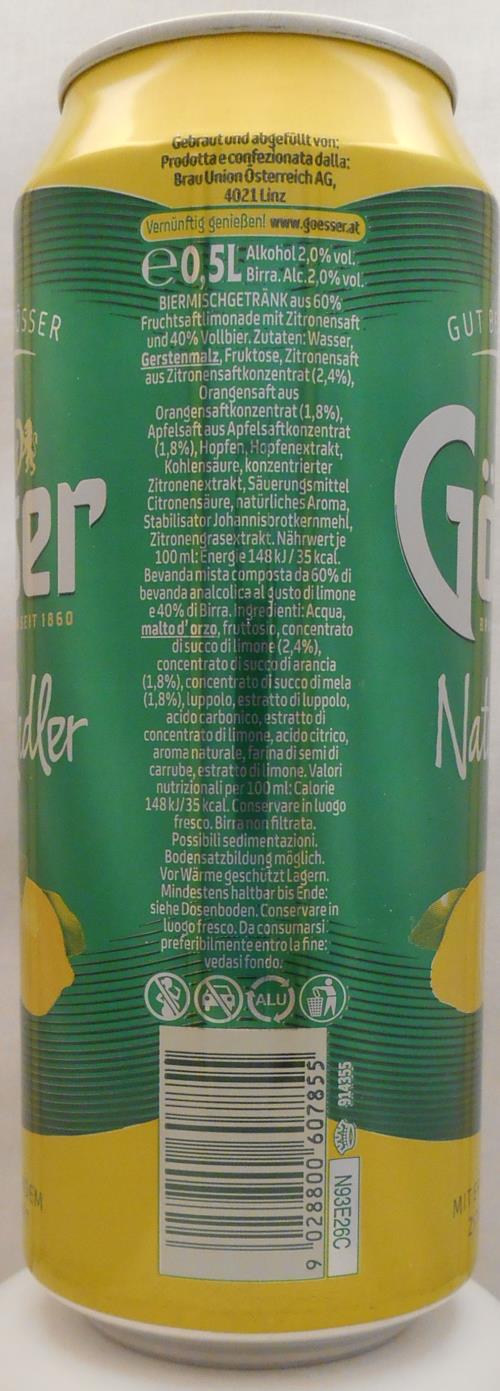 Gebraut und abgefüllt von:
Prodotta e confezionata dalla:
Brau Union Österreich AG,
4021 Linz
Vernünftig genießen! www.goesser.at
e 0,5L Alkohol 2,0% vol.
Birra. Alc. 2,0% vol.
BIERMISCHGETRÄNK aus 60%
Fruchtsaftlimonade mit Zitronensaft
und 40% Vollbier. Zutaten: Wasser,
Gerstenmalz, Fruktose, Zitronensaft
aus Zitronensaftkonzentrat (2,4%),
Orangensaft aus
Orangensaftkonzentrat (1,8%),
Apfelsaft aus Apfelsaftkonzentrat
(1,8%), Hopfen, Hopfenextrakt,
Kohlensäure, konzentrierter
Zitronenextrakt, Säuerungsmittel
Citronensäure, natürliches Aroma,
Stabilisator Johannisbrotkernmehl,
Zitronengrasextrakt. Nährwert je
100 ml: Energie 148 kJ / 35 kcal.
Bevanda mista composta da 60% di
bevanda analcolica al gusto di limone
e 40% di Birra. Ingredienti: Acqua,
malto d' orzo, fruttosio, concentrato
di succo di limone (2,4%),
concentrato di succo di arancia
(1,8%), concentrato di succo di mela
(1,8%), luppolo, estratto di luppolo,
acido carbonico, estratto di
concentrato di limone, acido citrico,
aroma naturale, farina di semi di
carrube, estratto di limone. Valori
nutrizionali per 100 ml: Calorie
148 kJ/35 kcal. Conservare in luogo
fresco. Birra non filtrata.
Possibili sedimentazioni.
Bodensatzbildung möglich.
Vor Wärme geschützt Lagern.
Mindestens haltbar bis Ende:
siehe Dosenboden. Conservare in
luogo fresco. Da consumarsi
preferibilmente entro la fine:
vedasi fondo.
ALU
9 028800 607855
914355
N93E26C
ÖSSER
ser
SEIT 1860
adler
DEM
GUT
Gö
Nat
MIT